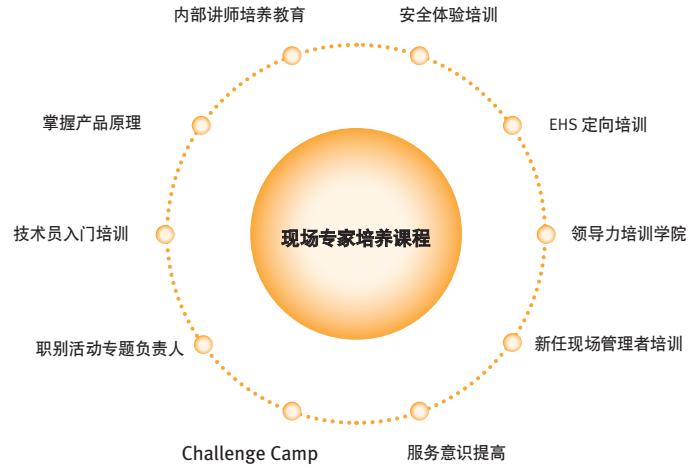 内部讲师培养教育
安全体验培训
掌握产品原理
EHS 定向培训
技术员入门培训
现场专家培养课程
领导力培训学院
职别活动专题负责人
新任现场管理者培训
Challenge Camp
服务意识提高